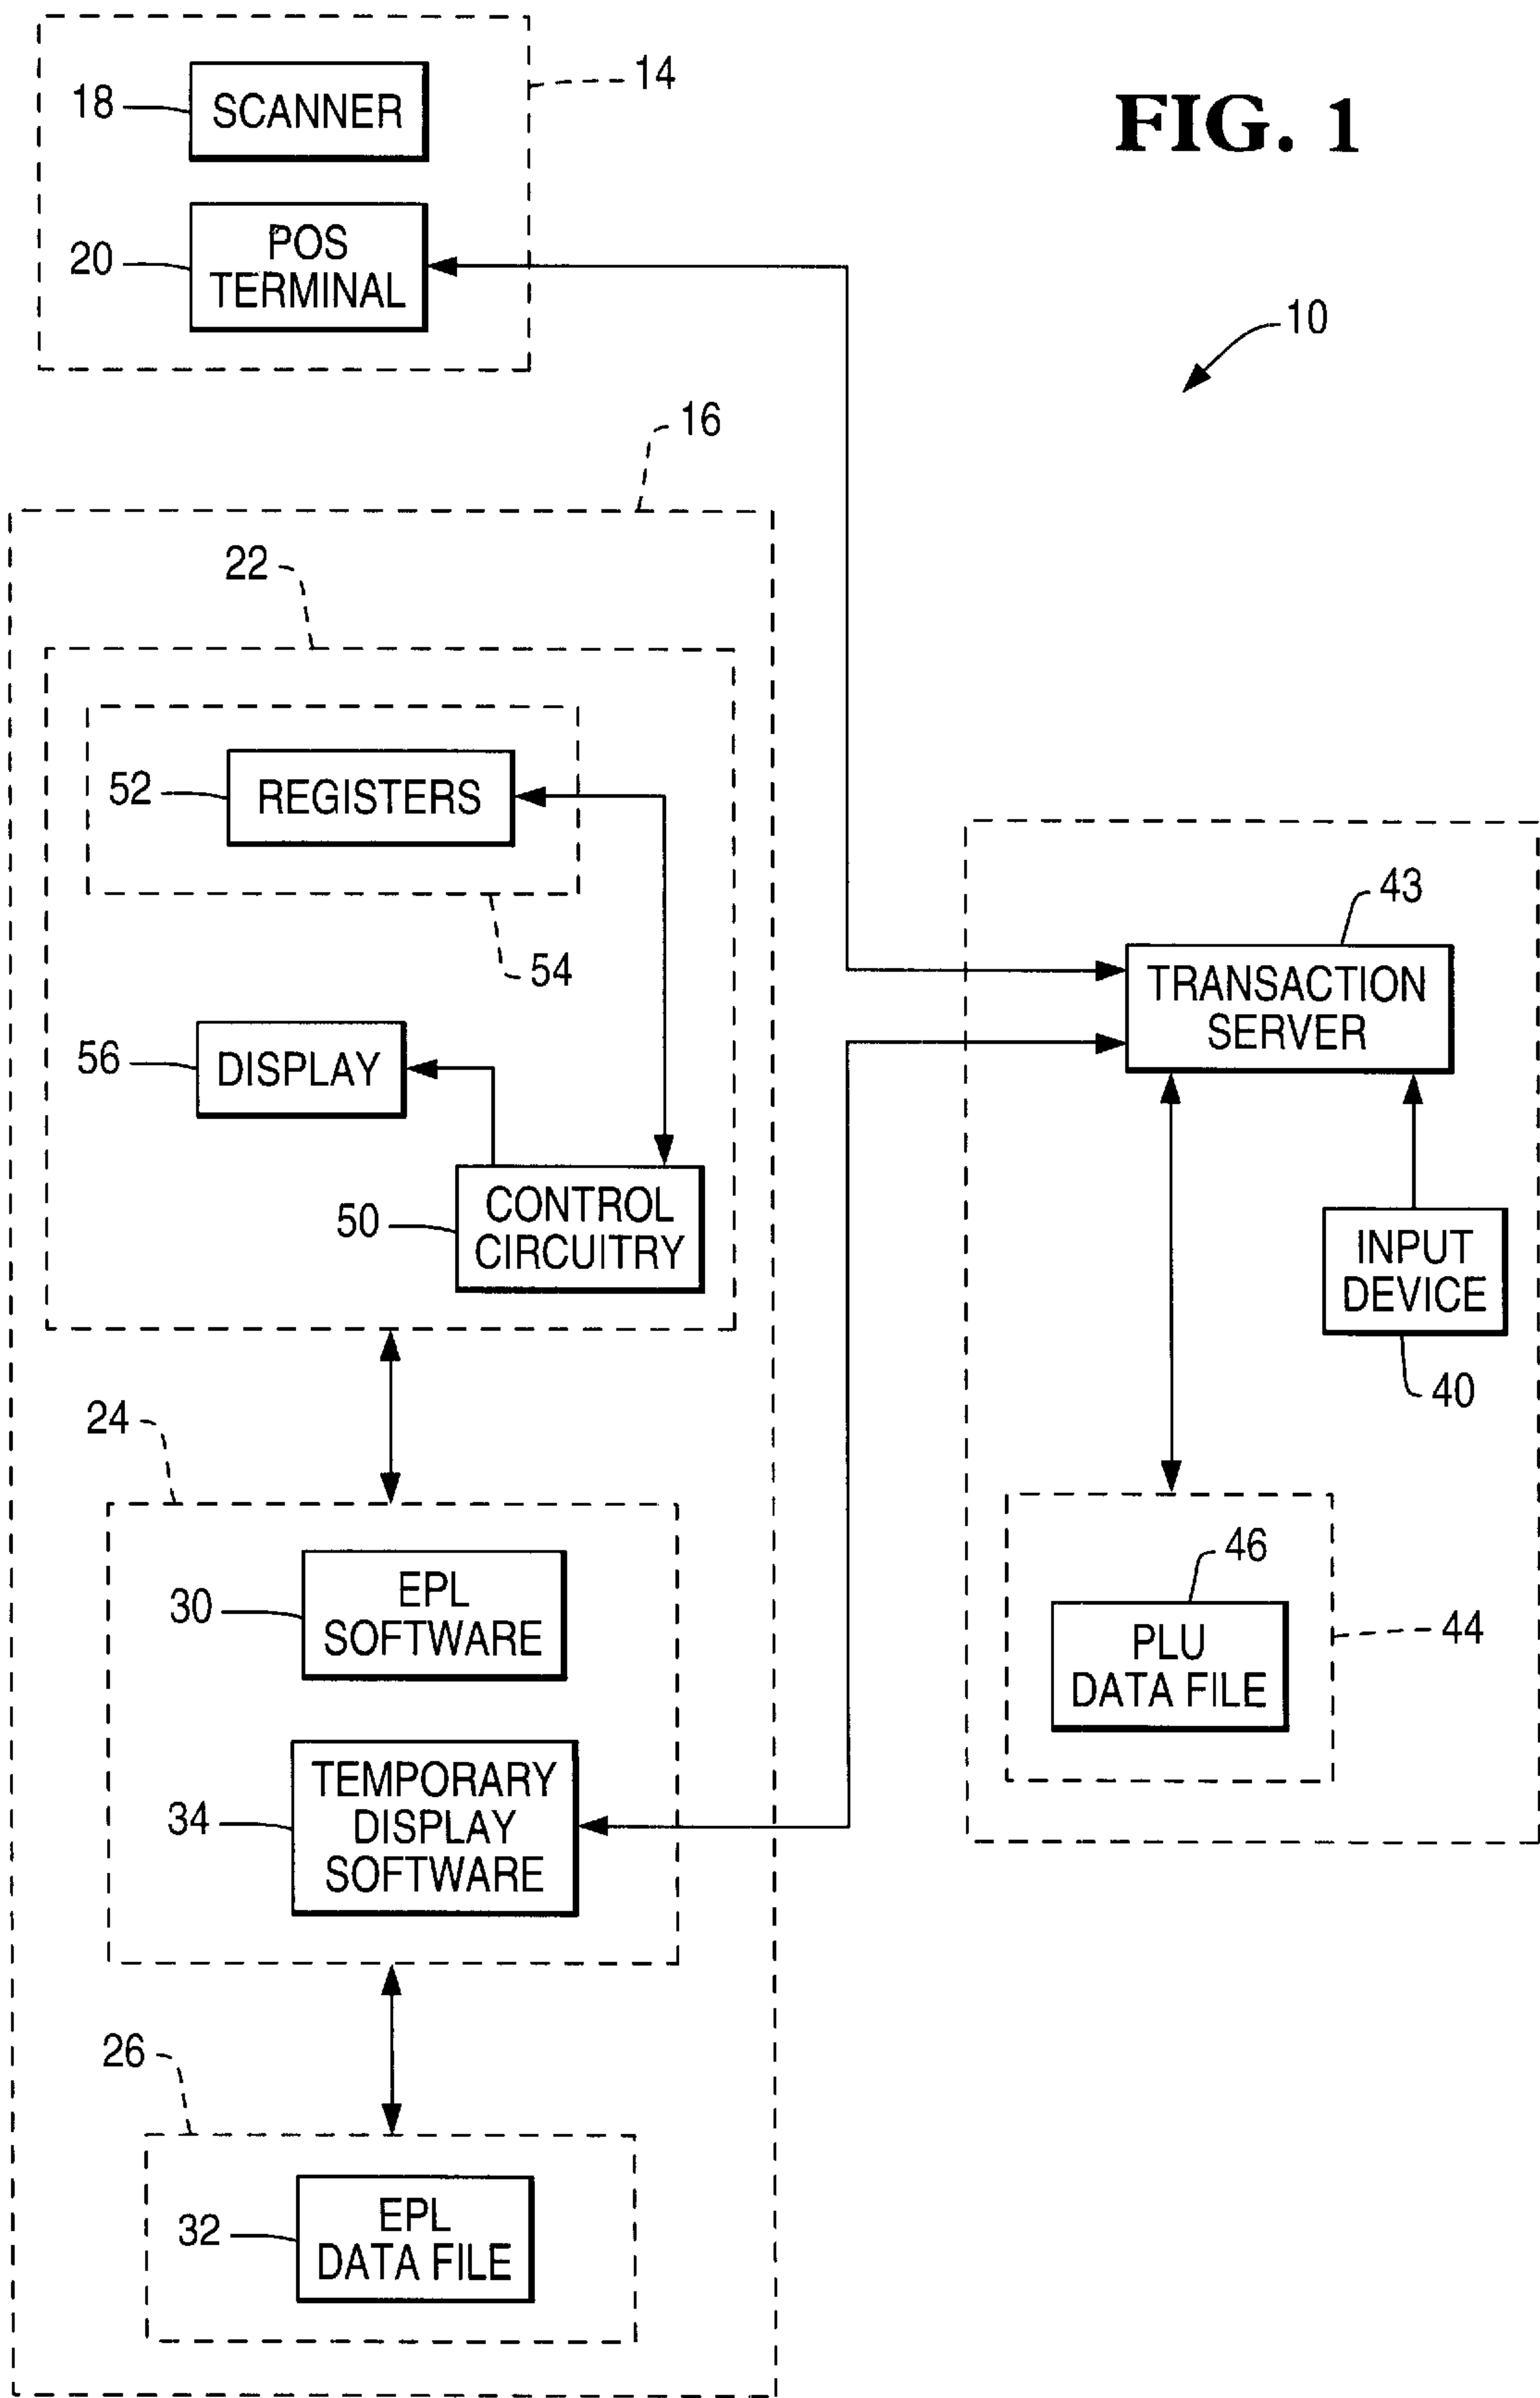 FIG. 1
14
18
SCANNER
20
POS
TERMINAL
10
16
22
52
REGISTERS
54
43
TRANSACTION
SERVER
56
DISPLAY
50
CONTROL
CIRCUITRY
INPUT
DEVICE
40
24
30
EPL
SOFTWARE
46
PLU
DATA FILE
44
34
TEMPORARY
DISPLAY
SOFTWARE
26
32
EPL
DATA FILE